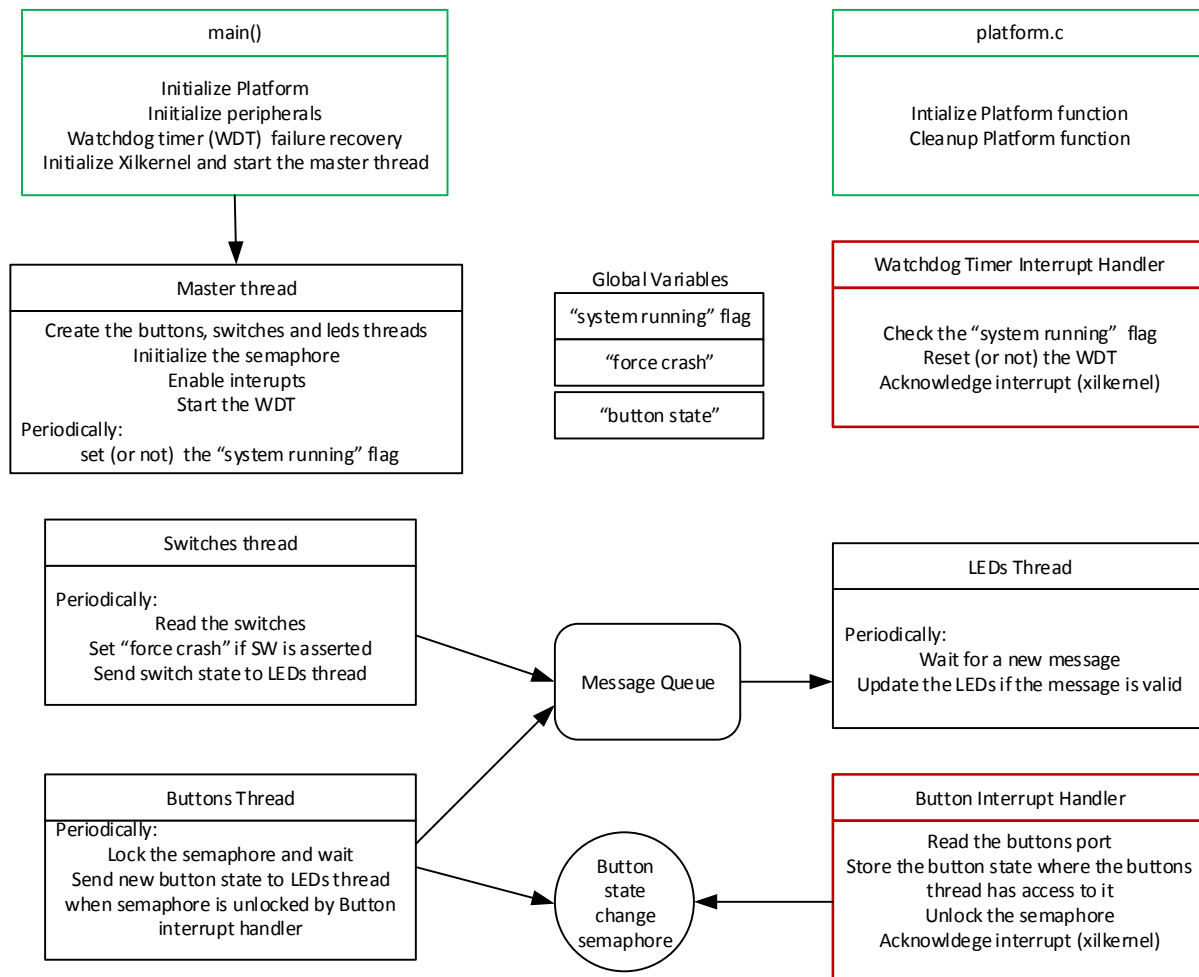 main()
Initialize Platform
Iniitialize peripherals
Watchdog timer (WDT)  failure recovery
Initialize Xilkernel and start the master thread
platform.c
Intialize Platform function
Cleanup Platform function
Master thread
Create the buttons, switches and leds threads
Iniitialize the semaphore
Enable interupts
Start the WDT
Periodically:
set (or not)  the “system running” flag
Global Variables
“system running” flag
“force crash”
“button state”
Watchdog Timer Interrupt Handler
Check the “system running”  flag
Reset (or not) the WDT
Acknowledge interrupt (xilkernel)
Switches thread
Periodically:
Read the switches
Set “force crash” if SW is asserted
Send switch state to LEDs thread
Message Queue
LEDs Thread
Periodically:
Wait for a new message
Update the LEDs if the message is valid
Buttons Thread
Periodically:
Lock the semaphore and wait
Send new button state to LEDs thread
when semaphore is unlocked by Button
interrupt handler
Button
state
change
semaphore
Button Interrupt Handler
Read the buttons port
Store the button state where the buttons
thread has access to it
Unlock the semaphore
Acknowldege interrupt (xilkernel)